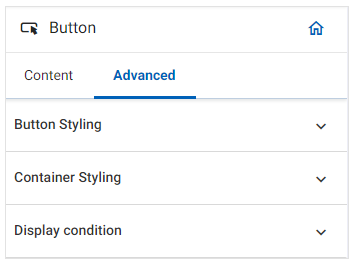 Button
Content Advanced
Button Styling
Container Styling
Display condition